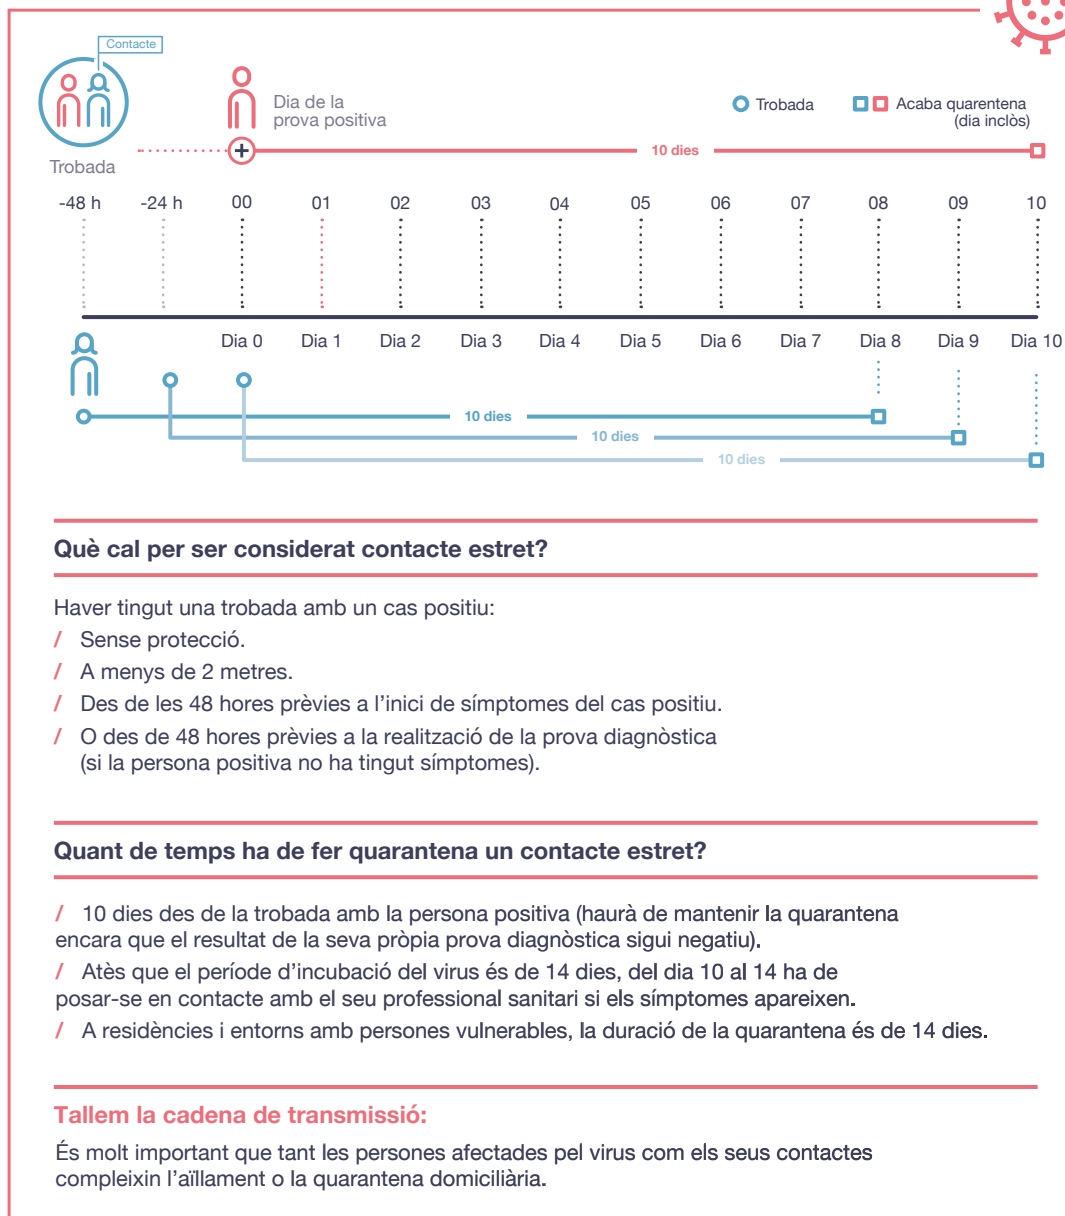 Contacte
Trobada
Dia de la
prova positiva
Trobada
Acaba quarentena
(dia inclòs)
10 dies
-48 h
-24 h
00
01
02
03
04
05
06
07
08
09
10
Dia 0
Dia 1
Dia 2
Dia 3
Dia 4
Dia 5
Dia 6
Dia 7
Dia 8
Dia 9
Dia 10
10 dies
10 dies
10 dies
Què cal per ser considerat contacte estret?
Haver tingut una trobada amb un cas positiu:
/ Sense protecció.
/ A menys de 2 metres.
/ Des de les 48 hores prèvies a l’inici de símptomes del cas positiu.
/ O des de 48 hores prèvies a la realització de la prova diagnòstica
(si la persona positiva no ha tingut símptomes).
Quant de temps ha de fer quarantena un contacte estret?
/ 10 dies des de la trobada amb la persona positiva (haurà de mantenir la quarantena
encara que el resultat de la seva pròpia prova diagnòstica sigui negatiu).
/ Atès que el període d’incubació del virus és de 14 dies, del dia 10 al 14 ha de
posar-se en contacte amb el seu professional sanitari si els símptomes apareixen.
/ A residències i entorns amb persones vulnerables, la duració de la quarantena és de 14 dies.
Tallem la cadena de transmissió:
És molt important que tant les persones afectades pel virus com els seus contactes
compleixin l’aïllament o la quarantena domiciliària.